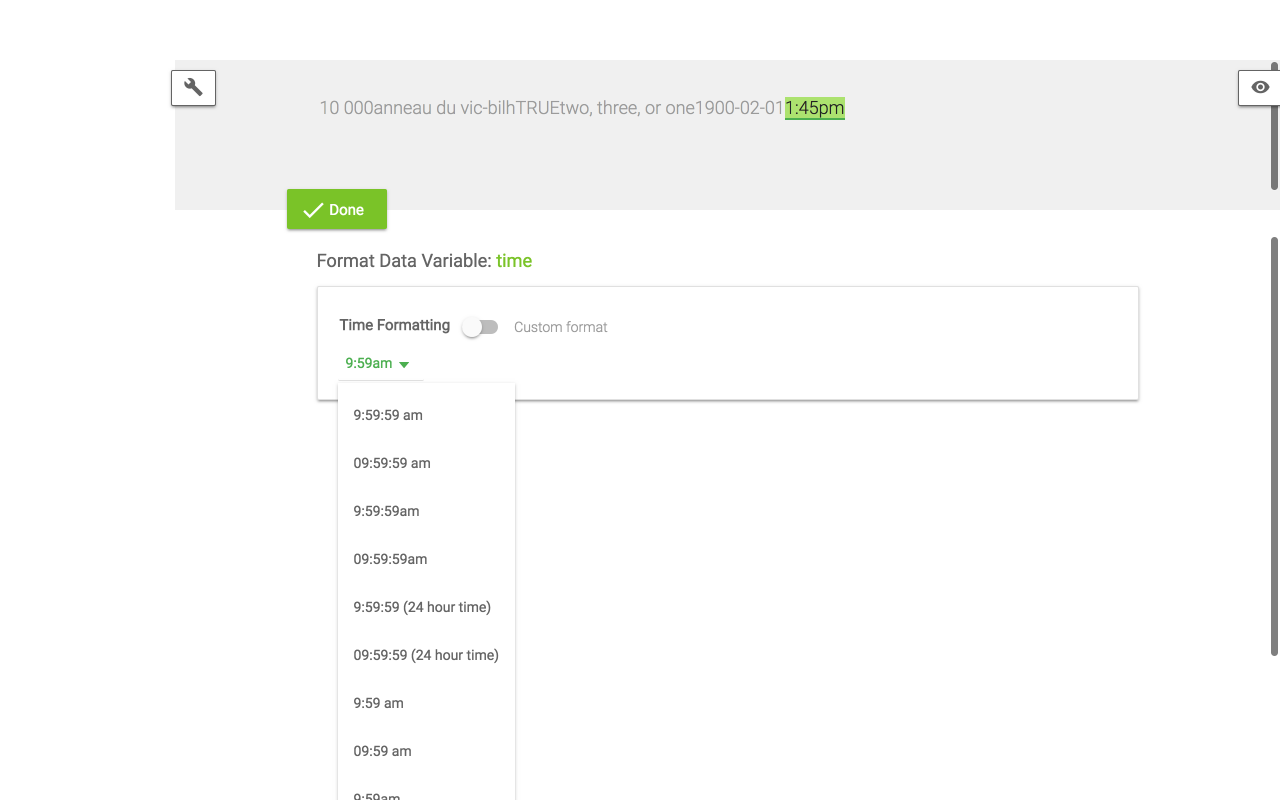 10 000anneau du vic-bilhTRUEtwo, three, or one1900-02-011:45pm
Done
Format Data Variable: time
Time Formatting
Custom format
9:59am
9:59:59 am
09:59:59 am
9:59:59am
09:59:59am
9:59:59 (24 hour time)
09:59:59 (24 hour time)
9:59 am
09:59 am
9:59am